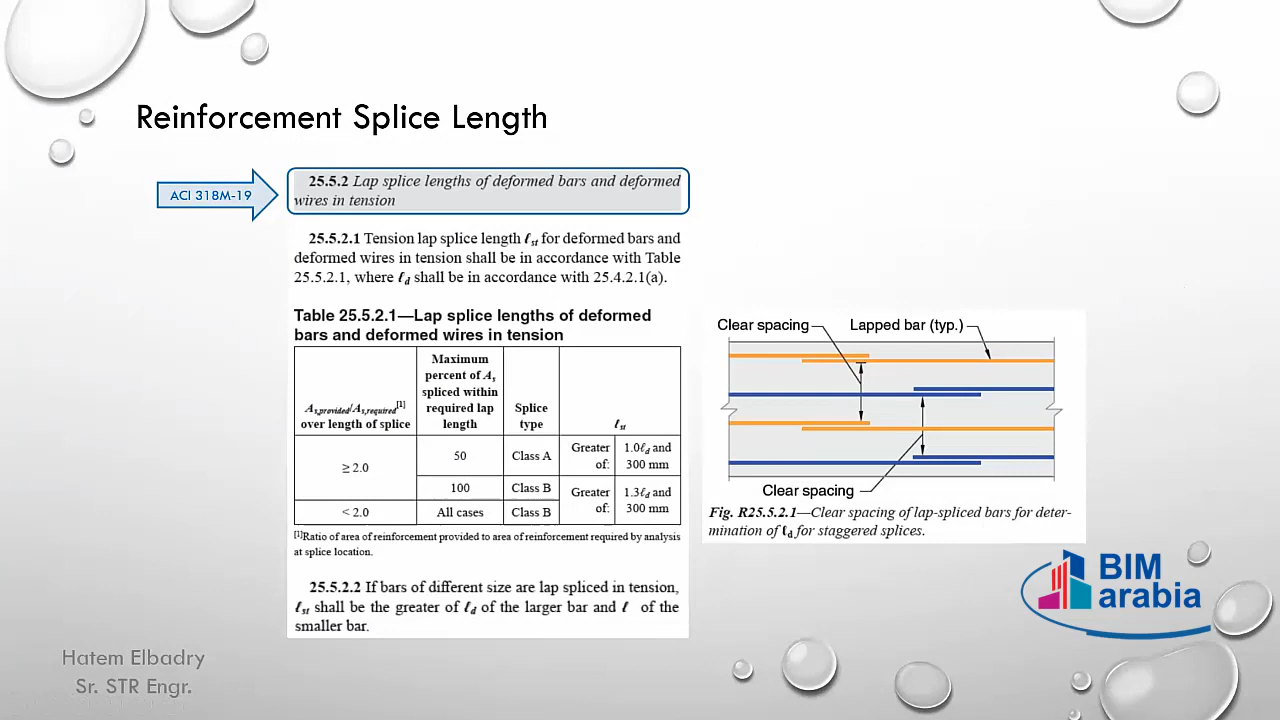 Reinforcement Splice Length
ACI 318M-19
25.5.2 Lap splice lengths of deformed bars and deformed
wires in tension
25.5.2.1 Tension lap splice length ℓst for deformed bars and
deformed wires in tension shall be in accordance with Table
25.5.2.1, where ℓd shall be in accordance with 25.4.2.1(a).
Table 25.5.2.1—Lap splice lengths of deformed
bars and deformed wires in tension
As,provided/As,required[1]
over length of splice
Maximum
percent of As
spliced within
required lap
length
Splice
type
ℓst
≥ 2.0
50
Class A
Greater
of:
1.0ℓd and
300 mm
100
Class B
Greater
of:
1.3ℓd and
300 mm
< 2.0
All cases
Class B
[1]Ratio of area of reinforcement provided to area of reinforcement required by analysis
at splice location.
25.5.2.2 If bars of different size are lap spliced in tension,
ℓst shall be the greater of ℓd of the larger bar and ℓ of the
smaller bar.
Clear spacing
Lapped bar (typ.)
Clear spacing
Fig. R25.5.2.1—Clear spacing of lap-spliced bars for deter-
mination of ℓd for staggered splices.
BIM
arabia
Hatem Elbadry
Sr. STR Engr.